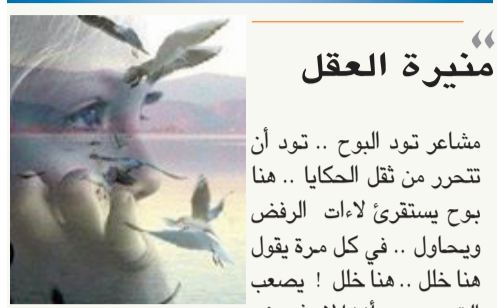 منيرة العقل
مشاعر تود البوح .. تود أن
تتحرر من ثقل الحكايا .. هنا
بوح يستقرئ لاءات الرفض
ويحاول .. في كل مرة يقول
هنا خلل .. هنا خلل ! يصعب